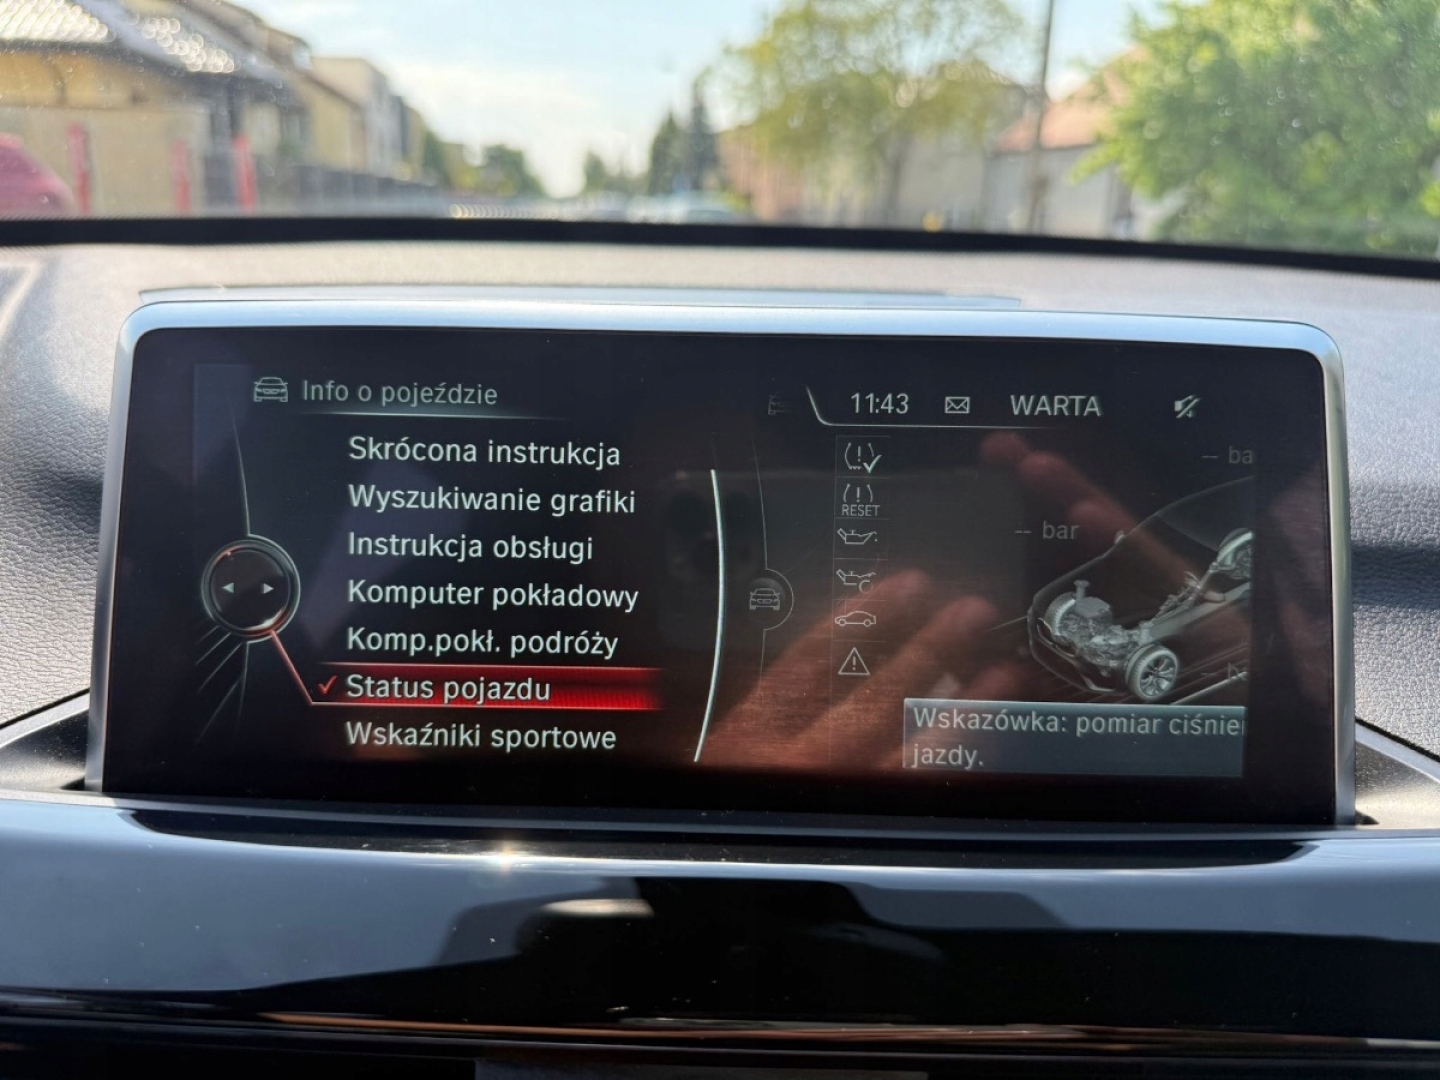 Info o pojeździe
11:43
WARTA
Skrócona instrukcja
Wyszukiwanie grafiki
Instrukcja obsługi
Komputer pokładowy
Komp.pokł. podróży
Status pojazdu
Wskaźniki sportowe
RESET
-- ba
-- bar
Wskazówka: pomiar ciśnie
jazdy.